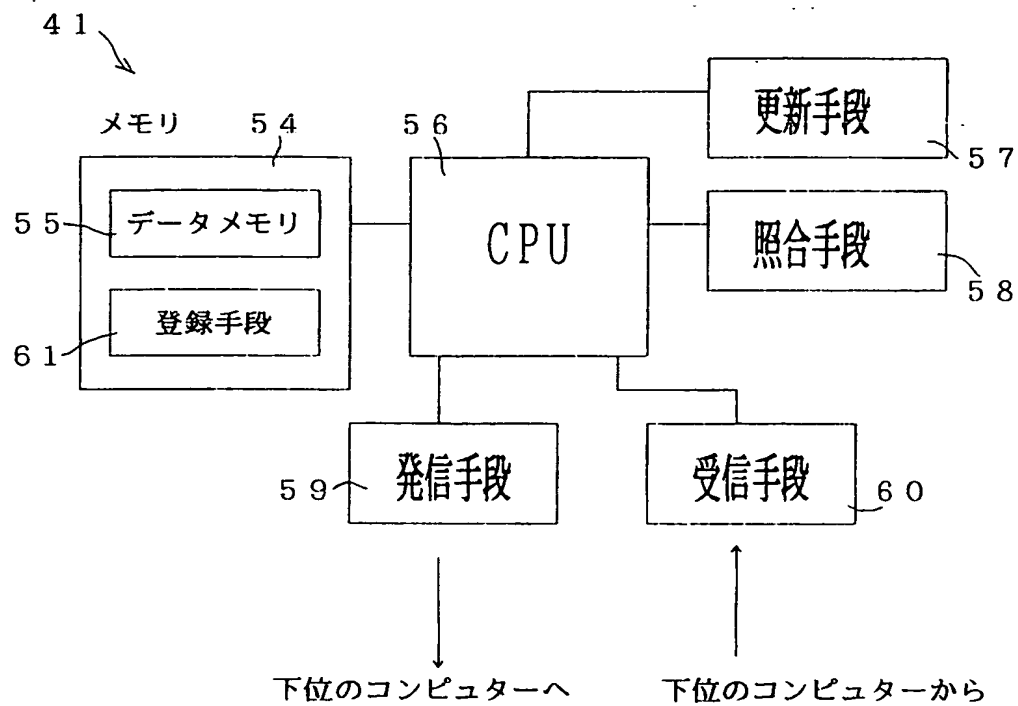 ４１
メモリ
５４
５６
更新手段
５７
５５
データメモリ
CPU
照合手段
５８
６１
登録手段
５９
発信手段
受信手段
６０
下位のコンピュターへ
下位のコンピュターから